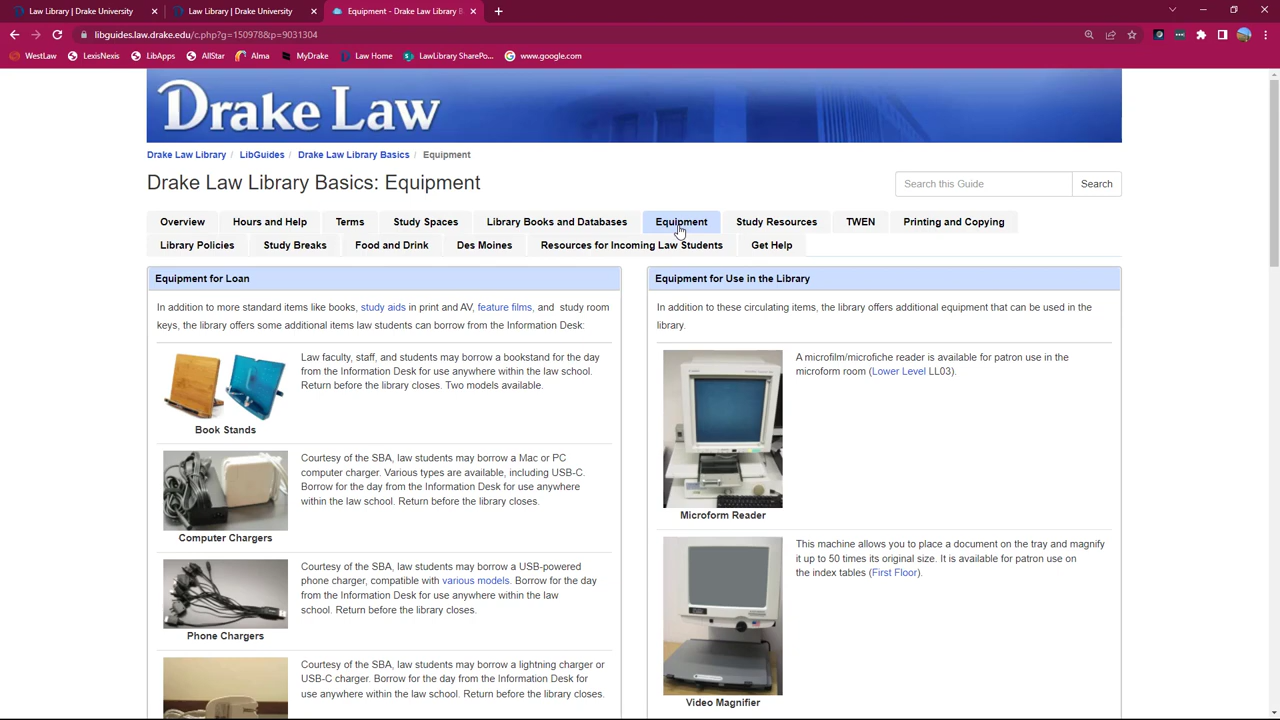 Law Library | Drake University
Law Library | Drake University
Equipment - Drake Law Library B
libguides.law.drake.edu/c.php?g=150978&p=9031304
WestLaw
LexisNexis
LibApps
AllStar
Alma
MyDrake
Law Home
LawLibrary SharePo...
www.google.com
Drake Law
Drake Law Library / LibGuides / Drake Law Library Basics / Equipment
Drake Law Library Basics: Equipment
Search this Guide
Search
Overview
Hours and Help
Terms
Study Spaces
Library Books and Databases
Equipment
Study Resources
TWEN
Printing and Copying
Library Policies
Study Breaks
Food and Drink
Des Moines
Resources for Incoming Law Students
Get Help
Equipment for Loan
In addition to more standard items like books, study aids in print and AV, feature films, and study room
keys, the library offers some additional items law students can borrow from the Information Desk:
Law faculty, staff, and students may borrow a bookstand for the day
from the Information Desk for use anywhere within the law school.
Return before the library closes. Two models available.
Book Stands
Courtesy of the SBA, law students may borrow a Mac or PC
computer charger. Various types are available, including USB-C.
Borrow for the day from the Information Desk for use anywhere
within the law school. Return before the library closes.
Computer Chargers
Courtesy of the SBA, law students may borrow a USB-powered
phone charger, compatible with various models. Borrow for the day
from the Information Desk for use anywhere within the law
school. Return before the library closes.
Phone Chargers
Courtesy of the SBA, law students may borrow a lightning charger or
USB-C charger. Borrow for the day from the Information Desk for
use anywhere within the law school. Return before the library closes.
Equipment for Use in the Library
In addition to these circulating items, the library offers additional equipment that can be used in the
library.
A microfilm/microfiche reader is available for patron use in the
microform room (Lower Level LL03).
Microform Reader
This machine allows you to place a document on the tray and magnify
it up to 50 times its original size. It is available for patron use on
the index tables (First Floor).
Video Magnifier